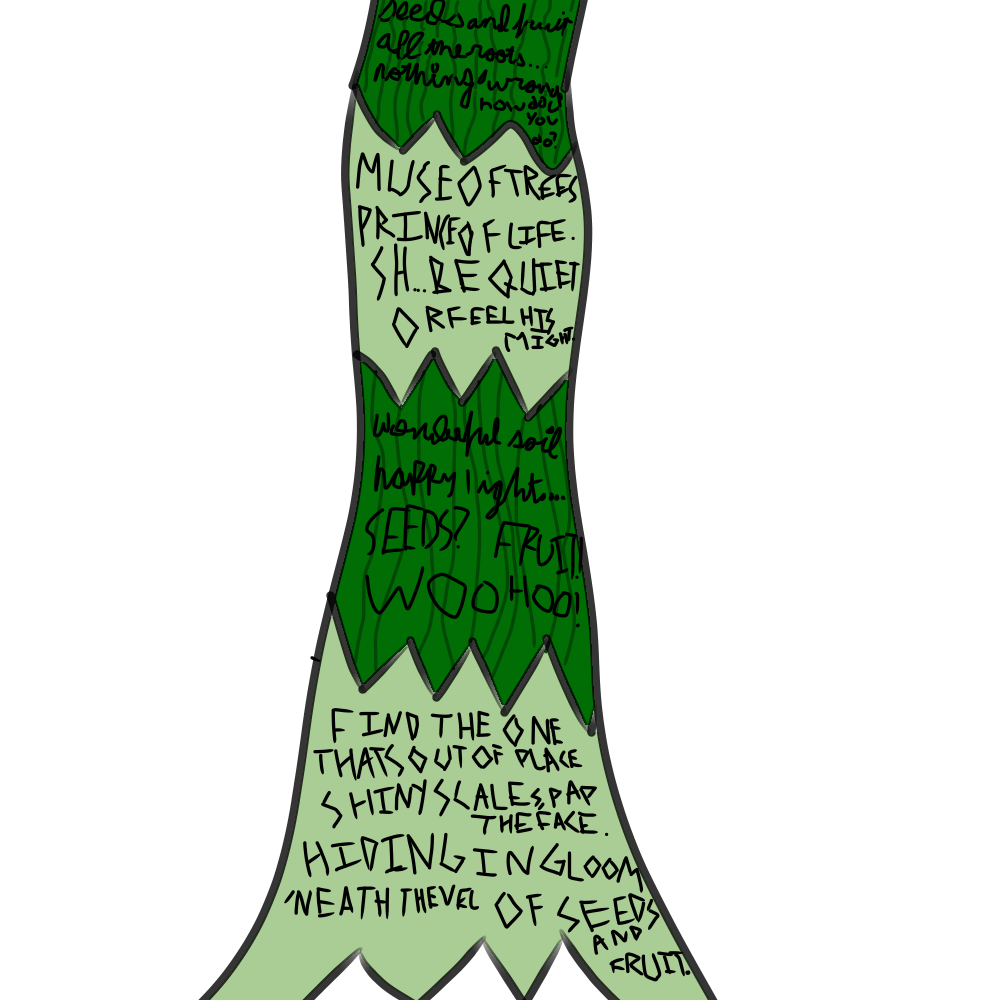 seeds and fruit
all the roots...
nothing's wrong
how do
you
do?
MUSE OF TREES
PRINCE OF LIFE.
SH... BE QUIET
OR FEEL HIS
MIGHT.
wonderful soil
happy light....
SEEDS? FRUIT!
WOOHOO!
FIND THE ONE
THATS OUT OF PLACE
SHINY SCALES, PAP
THE FACE.
HIDING IN GLOOM
'NEATH THE VEL OF SEEDS
AND
FRUIT.